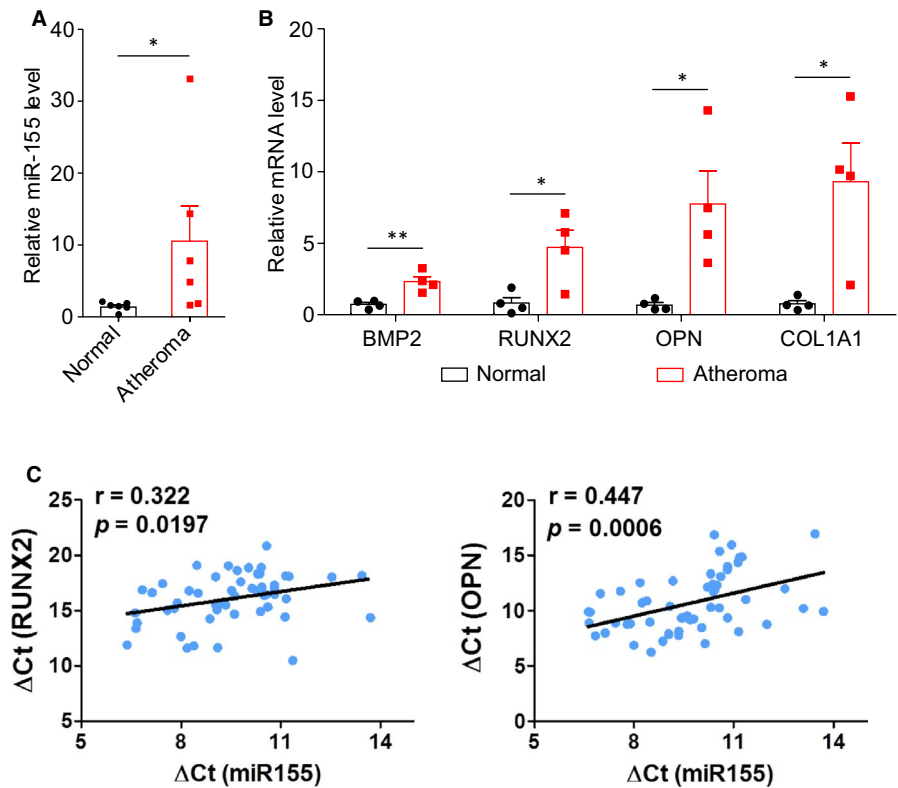 A
Relative miR-155 level
40
30
20
10
0
*
Normal
Atheroma
B
Relative mRNA level
20
15
10
5
0
**
*
*
*
BMP2
RUNX2
OPN
COL1A1
Normal
Atheroma
C
r = 0.322
p = 0.0197
ΔCt (RUNX2)
25
20
15
10
5
5
8
11
14
ΔCt (miR155)
r = 0.447
p = 0.0006
ΔCt (OPN)
20
15
10
5
0
5
8
11
14
ΔCt (miR155)